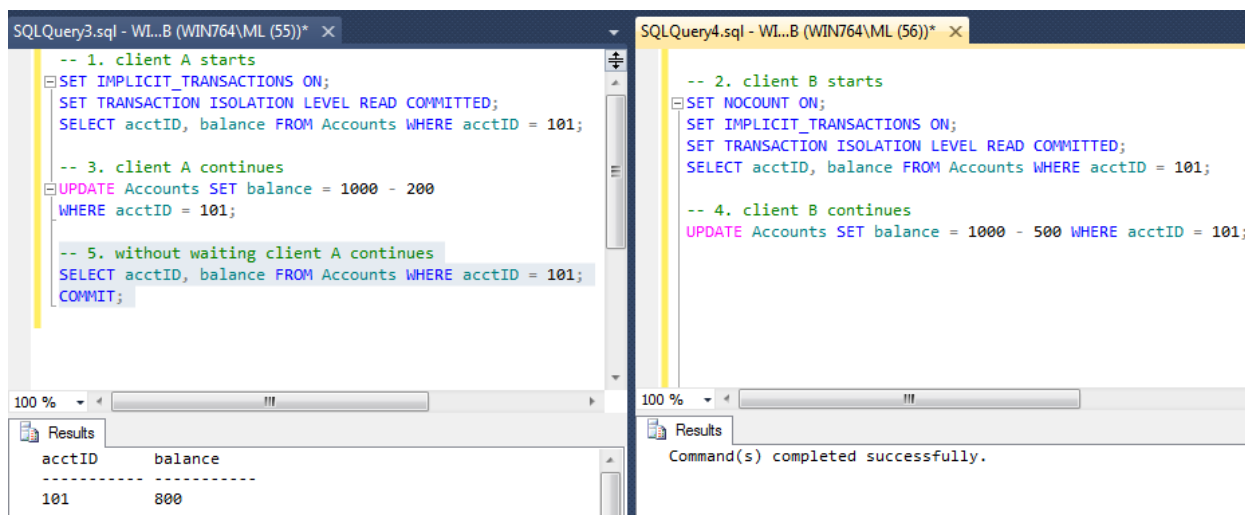 SQLQuery3.sql - WI...B (WIN764\ML (55))*
-- 1. client A starts
SET IMPLICIT_TRANSACTIONS ON;
SET TRANSACTION ISOLATION LEVEL READ COMMITTED;
SELECT acctID, balance FROM Accounts WHERE acctID = 101;
-- 3. client A continues
UPDATE Accounts SET balance = 1000 - 200
WHERE acctID = 101;
-- 5. without waiting client A continues
SELECT acctID, balance FROM Accounts WHERE acctID = 101;
COMMIT;
100 %
Results
acctID balance
----------- -----------
101 800
SQLQuery4.sql - WI...B (WIN764\ML (56))*
-- 2. client B starts
SET NOCOUNT ON;
SET IMPLICIT_TRANSACTIONS ON;
SET TRANSACTION ISOLATION LEVEL READ COMMITTED;
SELECT acctID, balance FROM Accounts WHERE acctID = 101;
-- 4. client B continues
UPDATE Accounts SET balance = 1000 - 500 WHERE acctID = 101;
100 %
Results
Command(s) completed successfully.